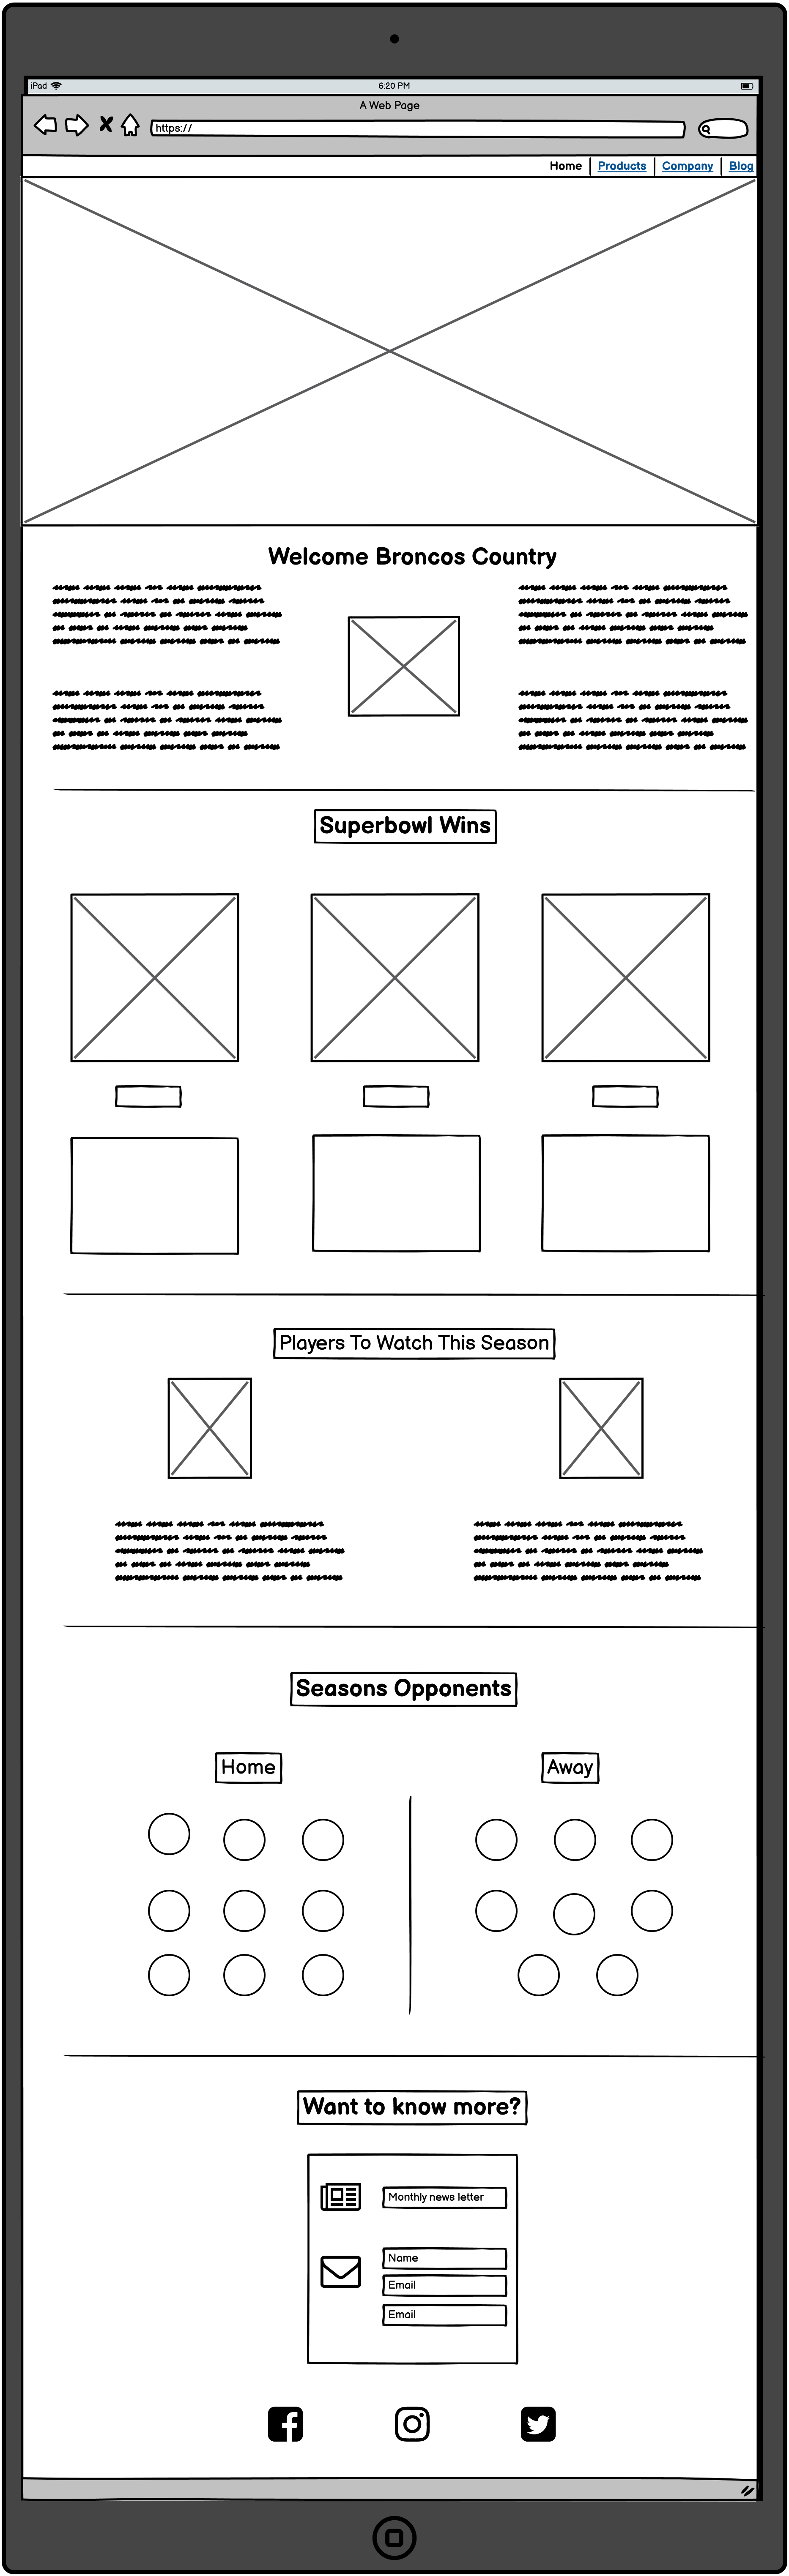 iPad 6:20 PM
A Web Page
https://
Home Products Company Blog
Welcome Broncos Country
Superbowl Wins
Players To Watch This Season
Seasons Opponents
Home Away
Want to know more?
Monthly news letter
Name
Email
Email